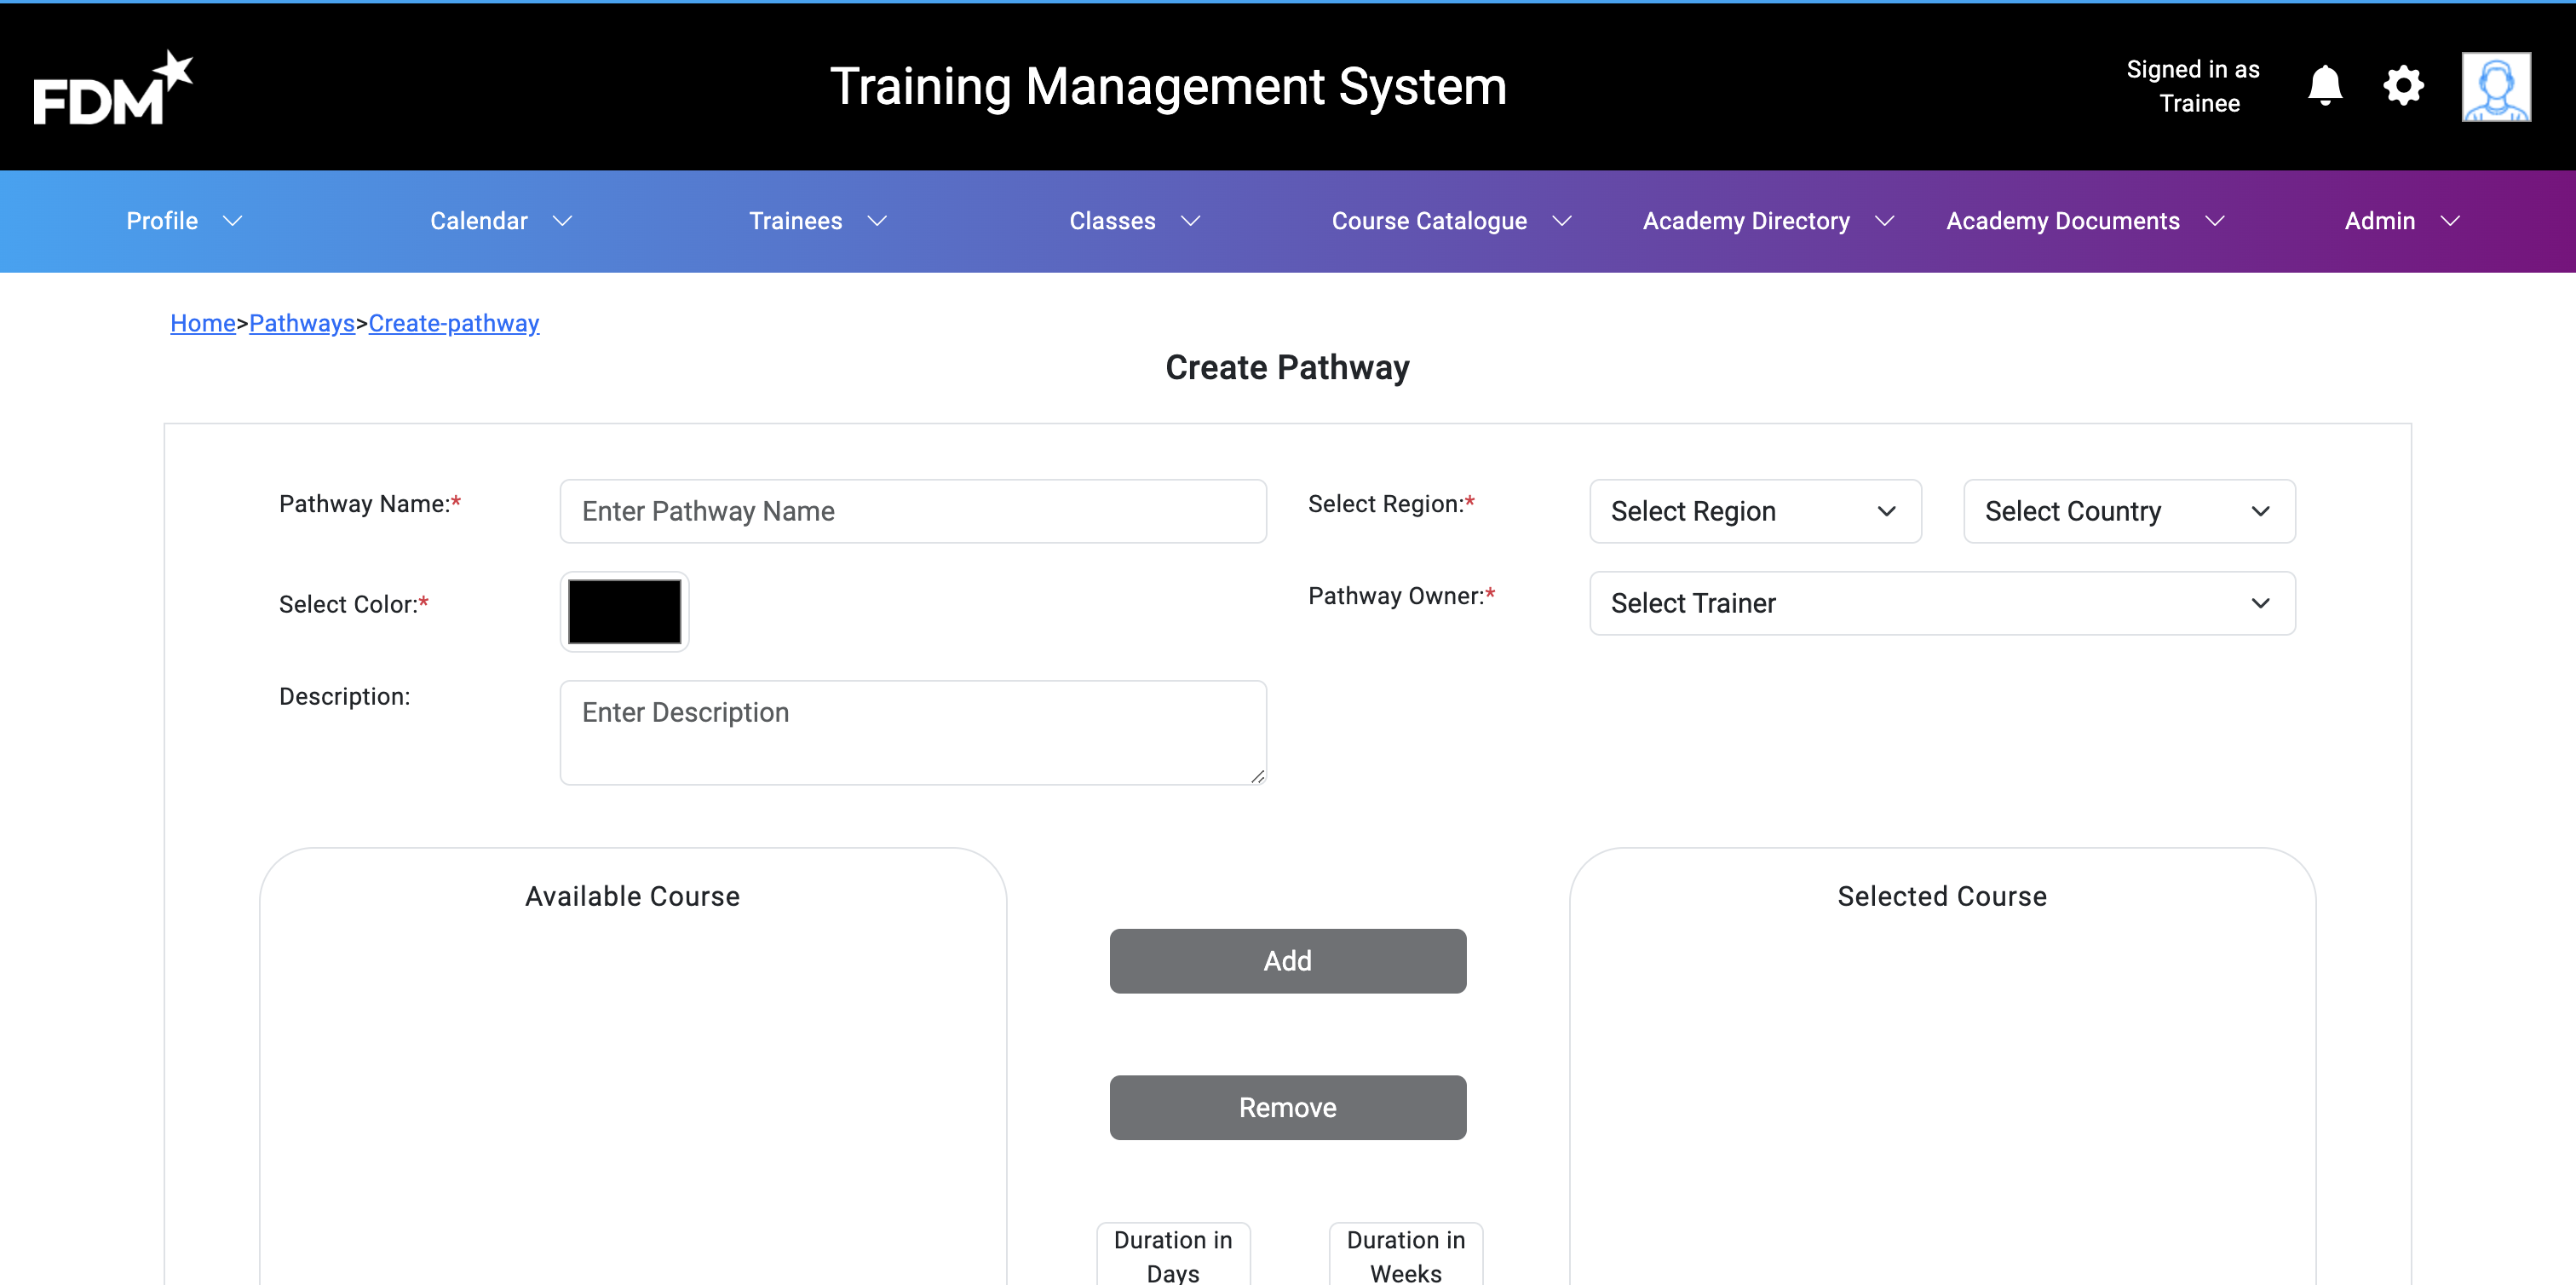 FDM
Training Management System
Signed in as
Trainee
Profile
Calendar
Trainees
Classes
Course Catalogue
Academy Directory
Academy Documents
Admin
Home>Pathways>Create-pathway
Create Pathway
Pathway Name:*
Enter Pathway Name
Select Region:*
Select Region
Select Country
Select Color:*
Pathway Owner:*
Select Trainer
Description:
Enter Description
Available Course
Selected Course
Add
Remove
Duration in
Days
Duration in
Weeks